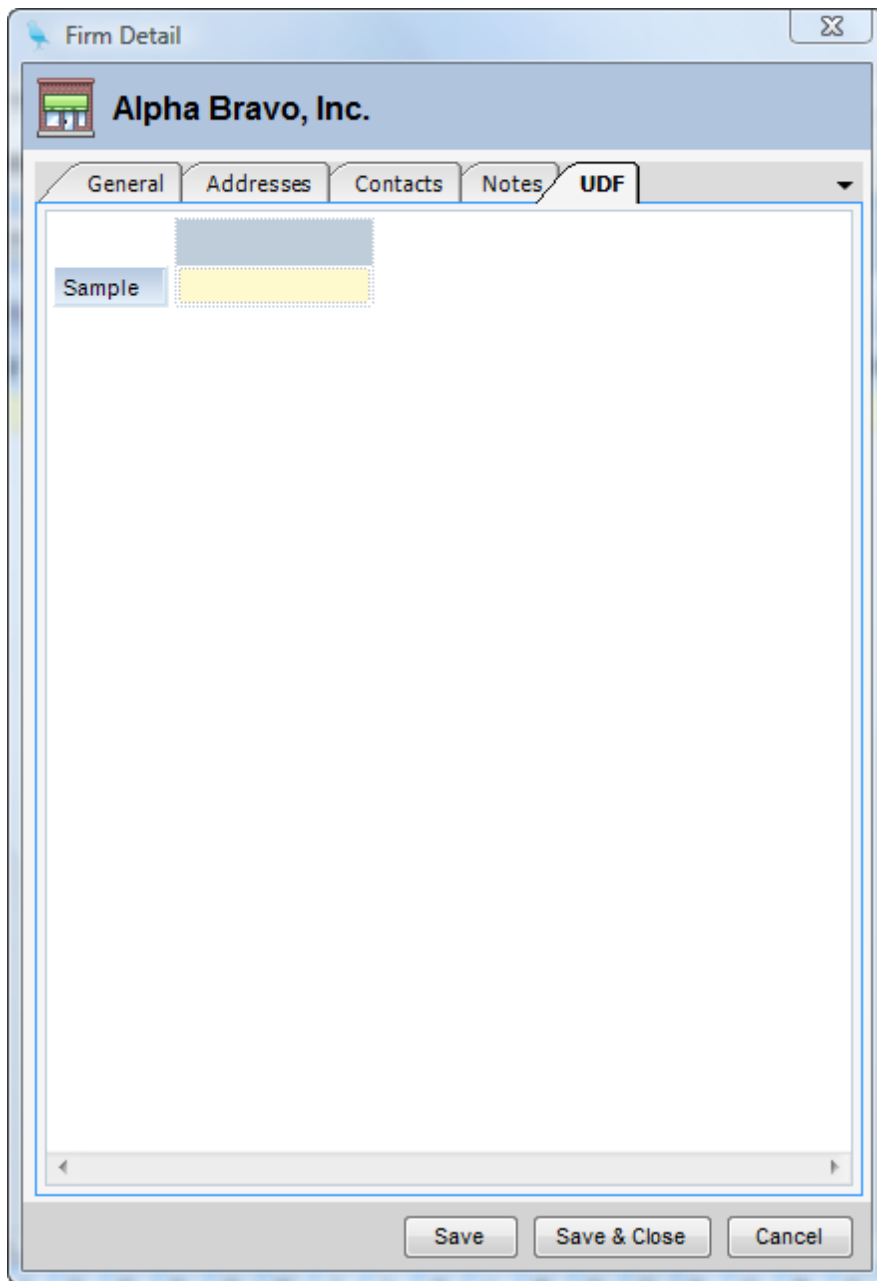 Firm Detail
Alpha Bravo, Inc.
General Addresses Contacts Notes UDF
Sample
Save Save & Close Cancel